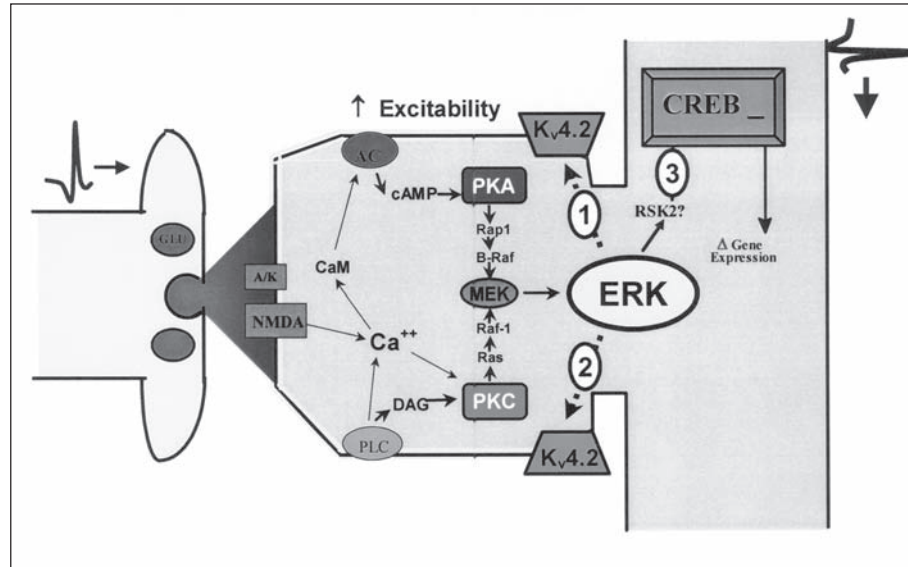 ↑ Excitability
GLU
A/K
NMDA
AC
cAMP
PKA
Rap1
B-Raf
CaM
MEK
Ca⁺⁺
Raf-1
Ras
DAG
PKC
PLC
Kv4.2
1
ERK
2
Kv4.2
3
RSK2?
CREB _
Δ Gene
Expression